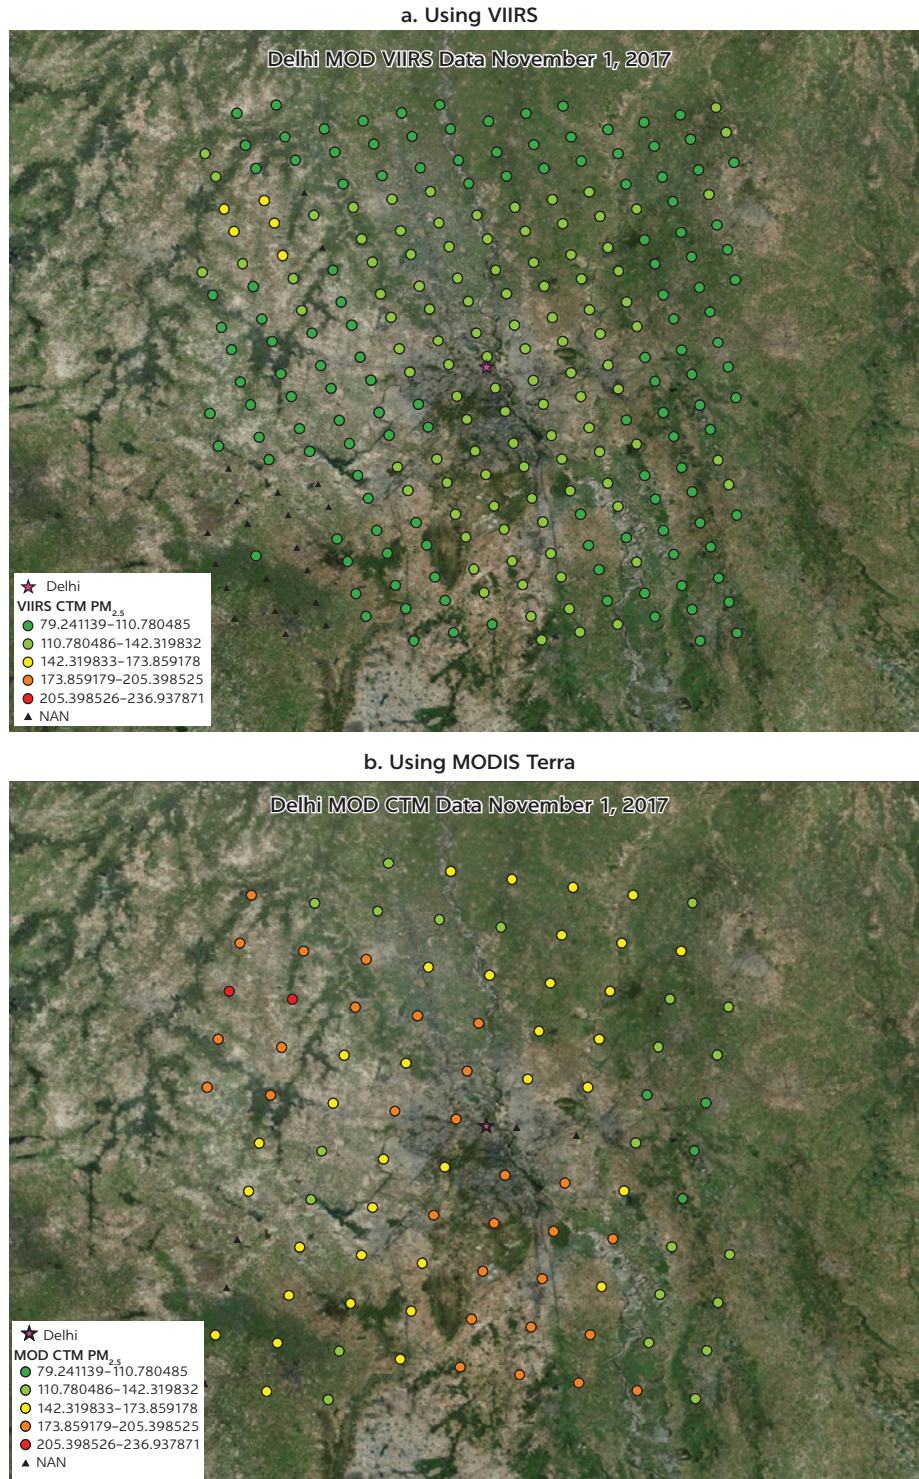 a. Using VIIRS
Delhi MOD VIIRS Data November 1, 2017
Delhi
VIIRS CTM PM2.5
79.241139–110.780485
110.780486–142.319832
142.319833–173.859178
173.859179–205.398525
205.398526–236.937871
NAN
b. Using MODIS Terra
Delhi MOD CTM Data November 1, 2017
Delhi
MOD CTM PM2.5
79.241139–110.780485
110.780486–142.319832
142.319833–173.859178
173.859179–205.398525
205.398526–236.937871
NAN